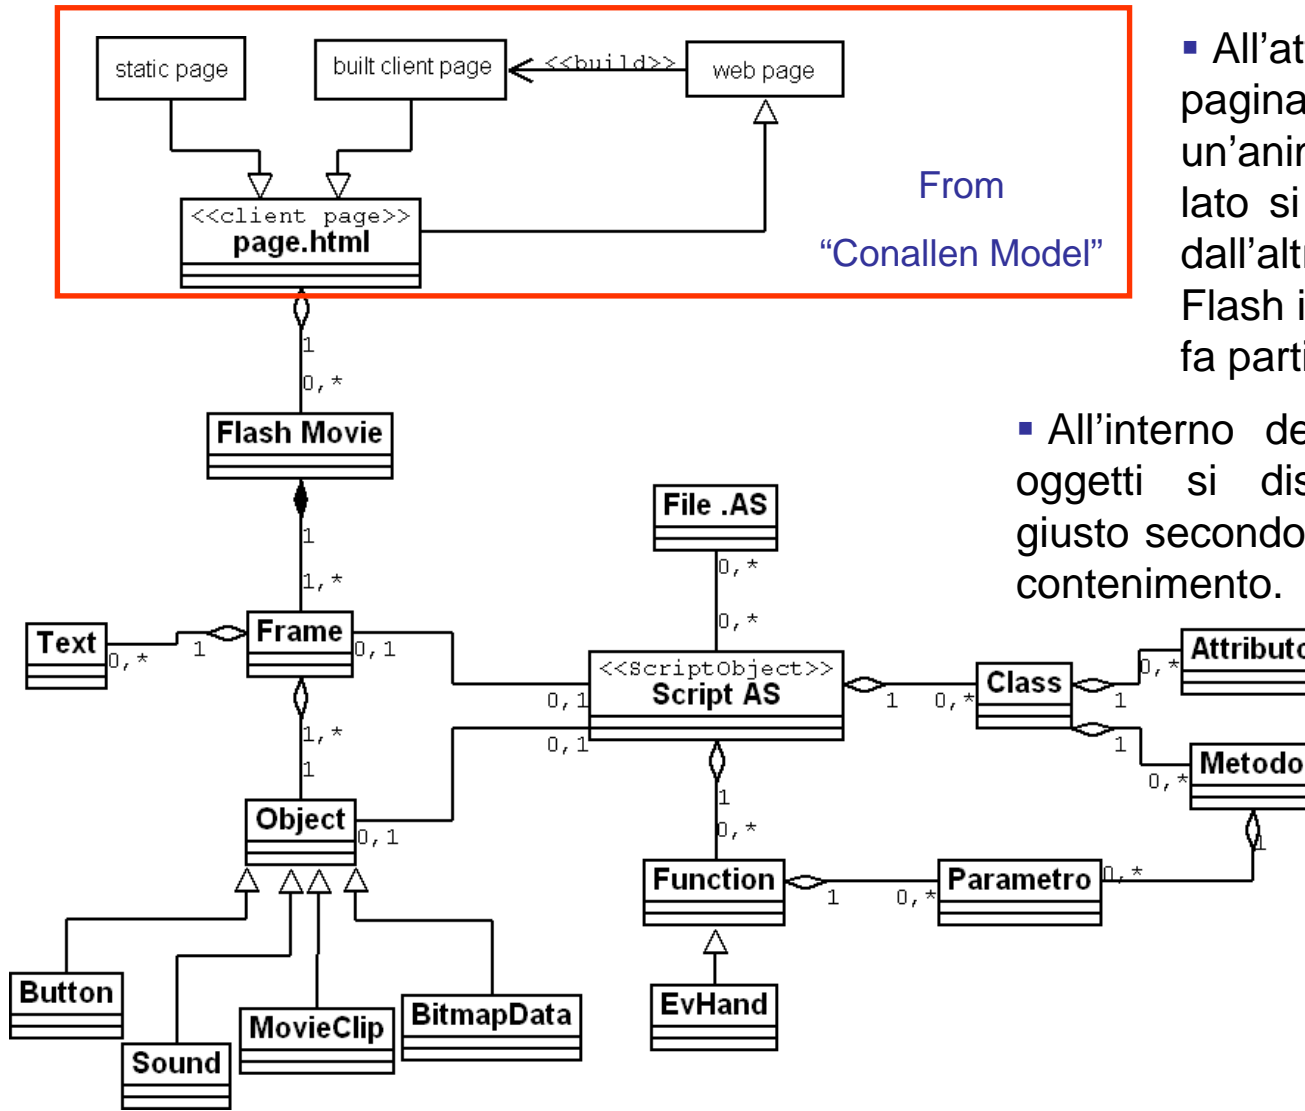 static page
built client page
<<build>>
web page
<<client page>>
page.html
From
“Conallen Model”
1
0,*
Flash Movie
1
1,*
Text
0,*
1
Frame
0,1
1,*
1
Object
0,1
Button
Sound
MovieClip
BitmapData
File .AS
0,*
0,*
<<ScriptObject>>
Script AS
0,1
0,1
1
0,*
Class
1
0,*
Attributo
1
0,*
Metodo
1
1
0,*
Function
1
0,*
Parametro
0,*
EvHand
▪ All’at
pagina
un’anir
lato si
dall’altr
Flash i
fa parti
▪ All’interno de
oggetti si dis
giusto secondo
contenimento.